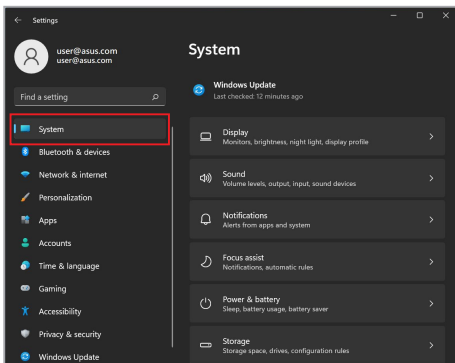 Settings
user@asus.com
user@asus.com
Find a setting
System
Bluetooth & devices
Network & internet
Personalization
Apps
Accounts
Time & language
Gaming
Accessibility
Privacy & security
Windows Update
System
Windows Update
Last checked: 12 minutes ago
Display
Monitors, brightness, night light, display profile
Sound
Volume levels, output, input, sound devices
Notifications
Alerts from apps and system
Focus assist
Notifications, automatic rules
Power & battery
Sleep, battery usage, battery saver
Storage
Storage space, drives, configuration rules